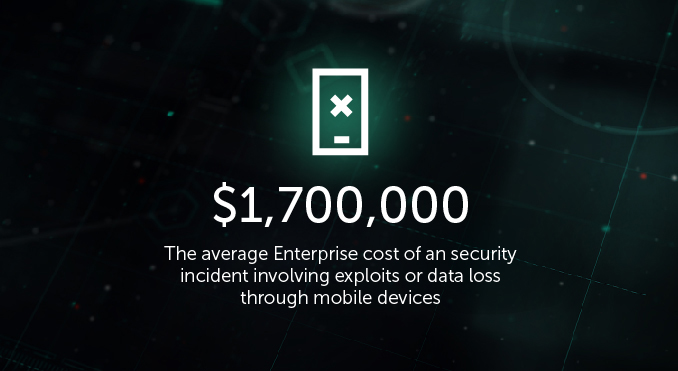 $1,700,000
The average Enterprise cost of an security
incident involving exploits or data loss
through mobile devices